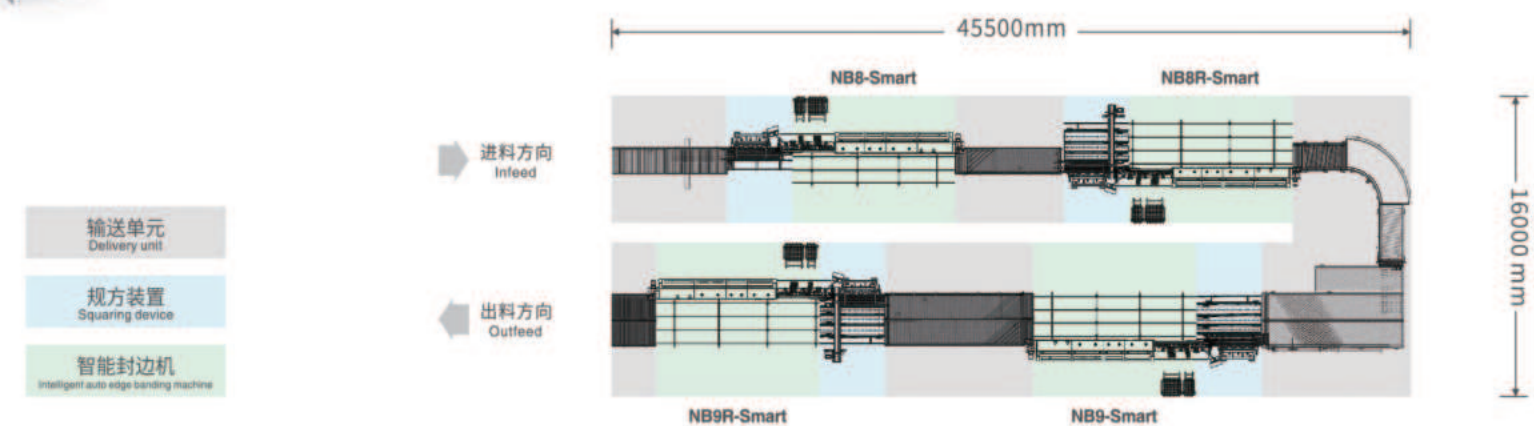 45500mm
NB8-Smart
NB8R-Smart
进料方向
Infeed
输送单元
Delivery unit
规方装置
Squaring device
智能封边机
Intelligent auto edge banding machine
出料方向
Outfeed
16000 mm
NB9R-Smart
NB9-Smart